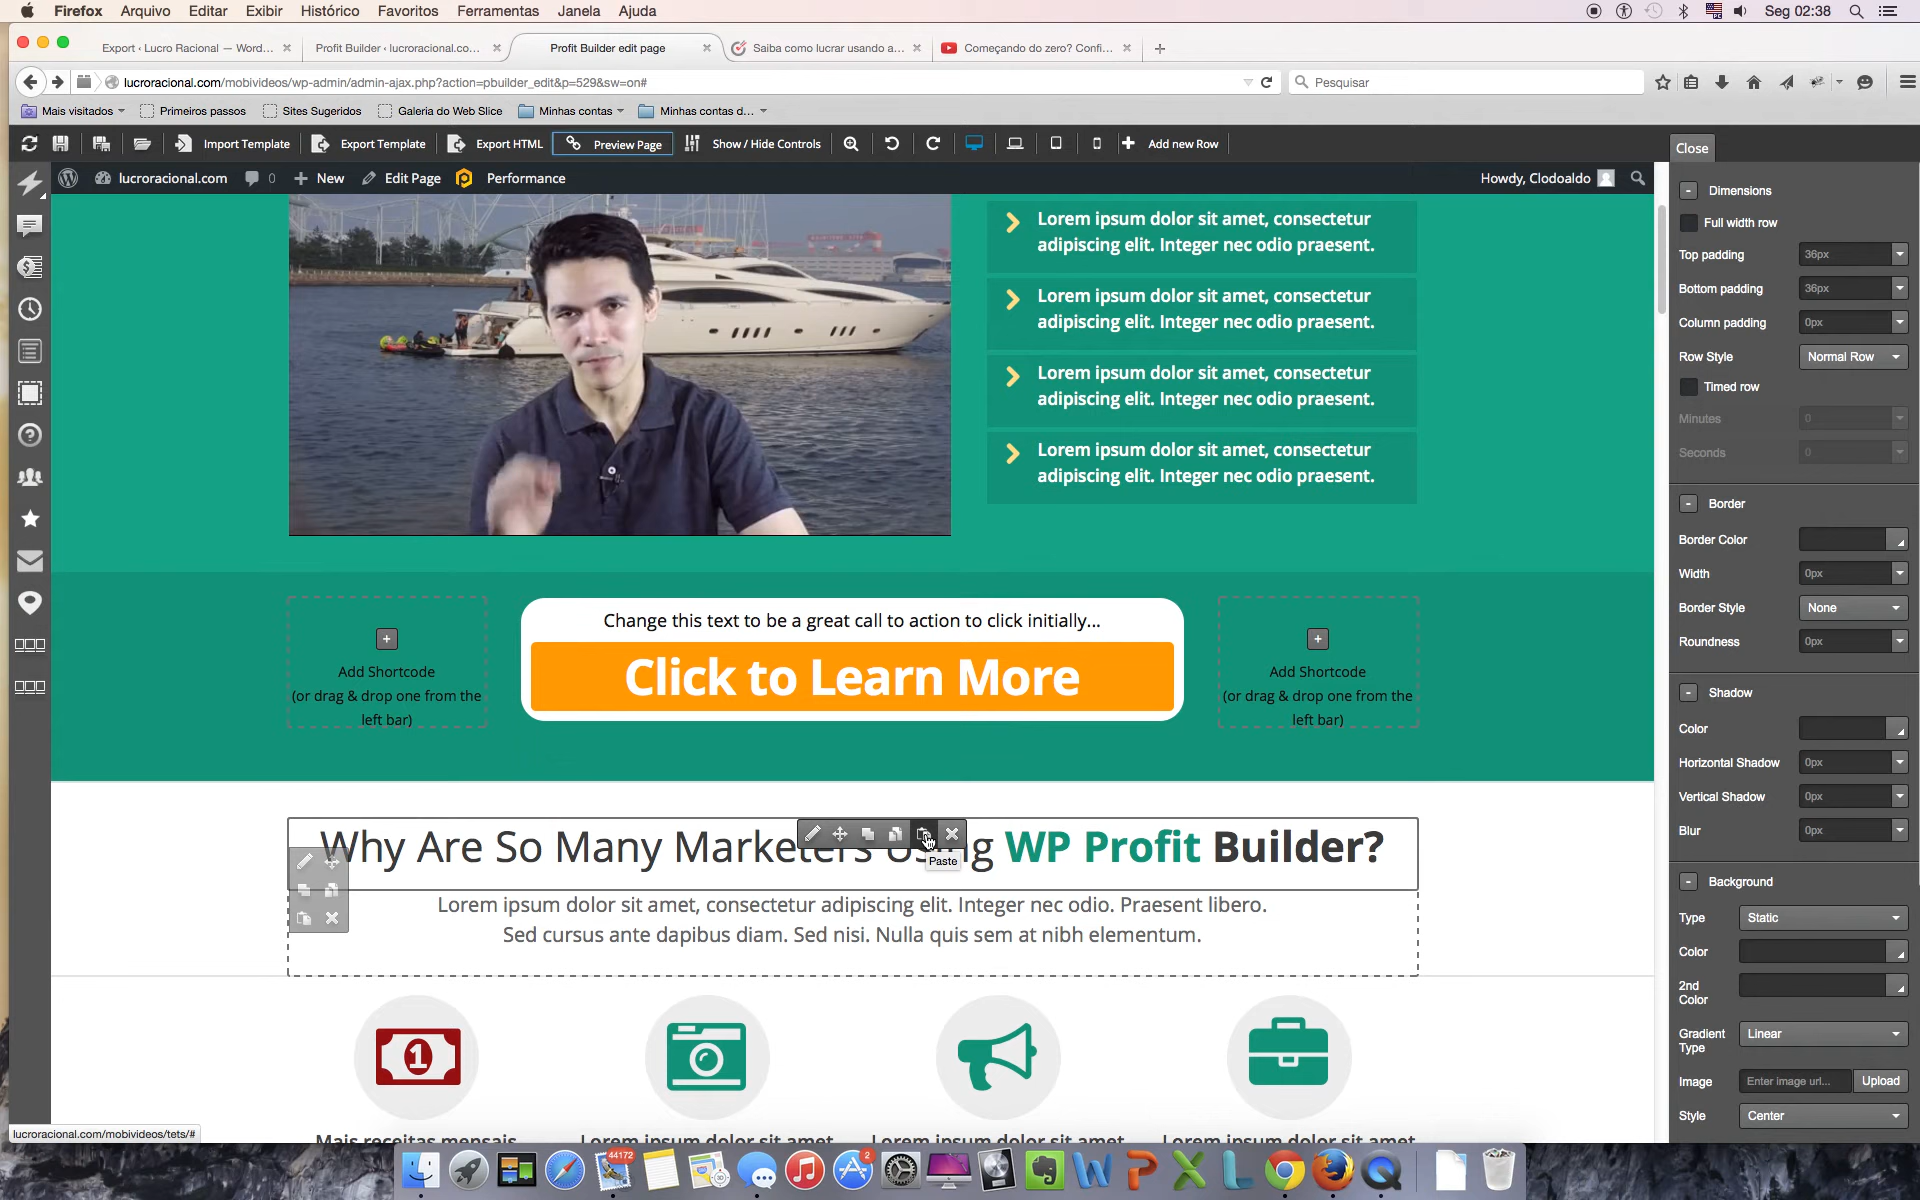 Firefox Arquivo Editar Exibir Histórico Favoritos Ferramentas Janela Ajuda Seg 02:38
Export ‹ Lucro Racional — Word...
Profit Builder ‹ lucroracional.co...
Profit Builder edit page
Saiba como lucrar usando a...
Começando do zero? Confi...
lucroracional.com/mobivideos/wp-admin/admin-ajax.php?action=pbuilder_edit&p=529&sw=on#
Pesquisar
Mais visitados Primeiros passos Sites Sugeridos Galeria do Web Slice Minhas contas Minhas contas d...
Import Template Export Template Export HTML Preview Page Show / Hide Controls Add new Row
Close
lucroracional.com 0 New Edit Page Performance Howdy, Clodoaldo
Lorem ipsum dolor sit amet, consectetur
adipiscing elit. Integer nec odio praesent.
Lorem ipsum dolor sit amet, consectetur
adipiscing elit. Integer nec odio praesent.
Lorem ipsum dolor sit amet, consectetur
adipiscing elit. Integer nec odio praesent.
Lorem ipsum dolor sit amet, consectetur
adipiscing elit. Integer nec odio praesent.
Add Shortcode
(or drag & drop one from the
left bar)
Change this text to be a great call to action to click initially...
Click to Learn More
Add Shortcode
(or drag & drop one from the
left bar)
Why Are So Many Marketers Using WP Profit Builder?
Paste
Lorem ipsum dolor sit amet, consectetur adipiscing elit. Integer nec odio. Praesent libero.
Sed cursus ante dapibus diam. Sed nisi. Nulla quis sem at nibh elementum.
1
Mais receitas mensais
Lorem ipsum dolor sit amet
Lorem ipsum dolor sit amet
Lorem ipsum dolor sit amet
lucroracional.com/mobivideos/tets/#
- Dimensions
Full width row
Top padding 36px
Bottom padding 36px
Column padding 0px
Row Style Normal Row
Timed row
Minutes 0
Seconds 0
- Border
Border Color
Width 0px
Border Style None
Roundness 0px
- Shadow
Color
Horizontal Shadow 0px
Vertical Shadow 0px
Blur 0px
- Background
Type Static
Color
2nd
Color
Gradient
Type Linear
Image Enter image url... Upload
Style Center
44172
2